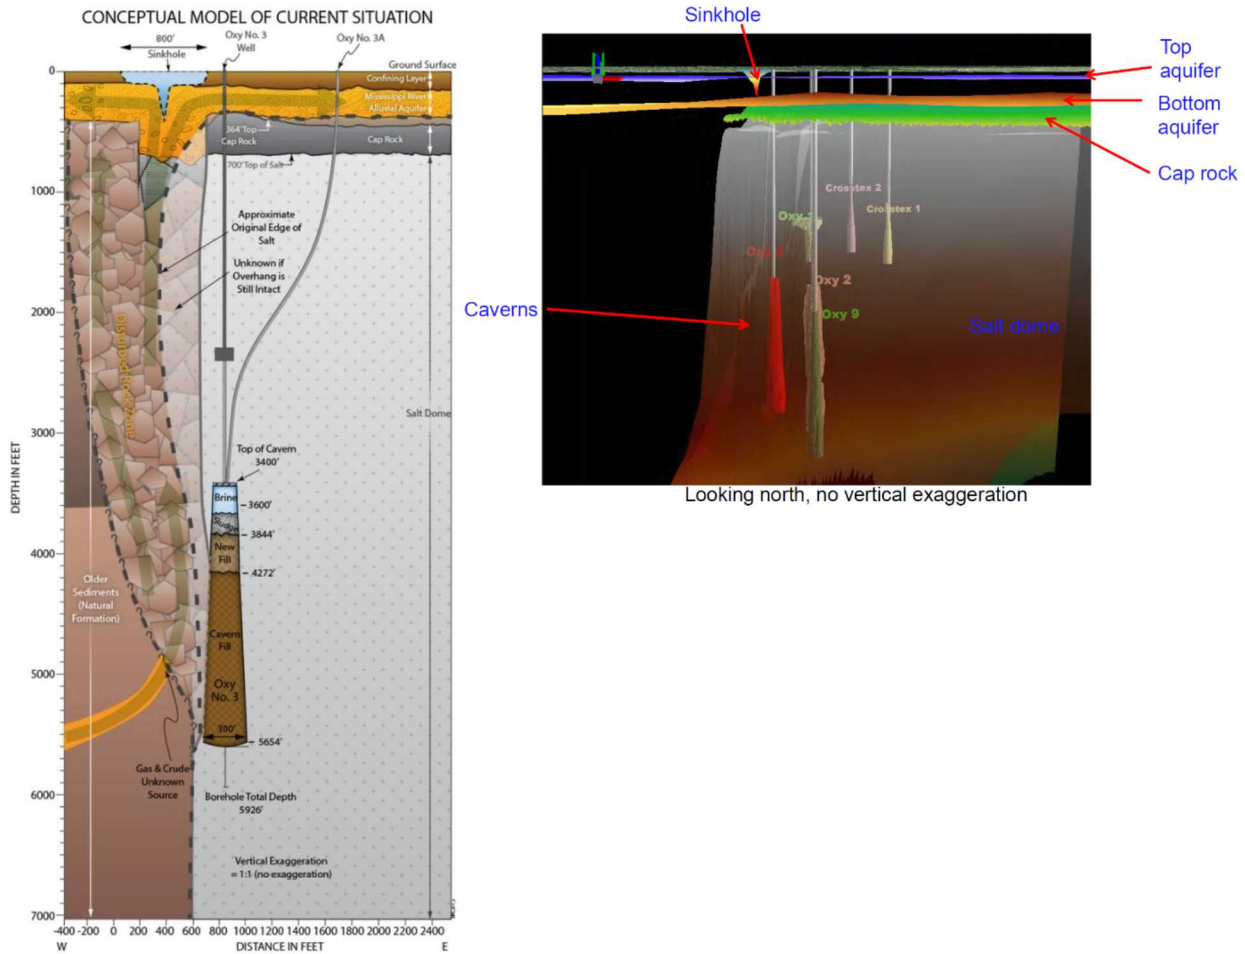 CONCEPTUAL MODEL OF CURRENT SITUATION
800'
Sinkhole
Oxy No. 3
Well
Oxy No. 3A
Ground Surface
0
Confining Layer
Mississippi River
Alluvial Aquifer
364' Top
Cap Rock
Cap Rock
700' Top of Salt
1000
Approximate
Original Edge of
Salt
Unknown if
Overhang is
Still Intact
2000
Disturbed Rock Zone
3000
Salt Dome
DEPTH IN FEET
Top of Cavern
3400'
Brine
3600'
Sludge
3844'
New
Fill
4272'
4000
Older
Sediments
(Natural
Formation)
Cavern
Fill
5000
Oxy
No. 3
300'
5654'
Gas & Crude
Unknown
Source
6000
Borehole Total Depth
5926'
Vertical Exaggeration
= 1:1 (no exaggeration)
7000
-400 -200 0 200 400 600 800 1000 1200 1400 1600 1800 2000 2200 2400
W DISTANCE IN FEET E
Sinkhole
Top
aquifer
Bottom
aquifer
Cap rock
Crosstex 2
Crosstex 1
Oxy 2
Oxy 9
Caverns
Salt dome
Looking north, no vertical exaggeration